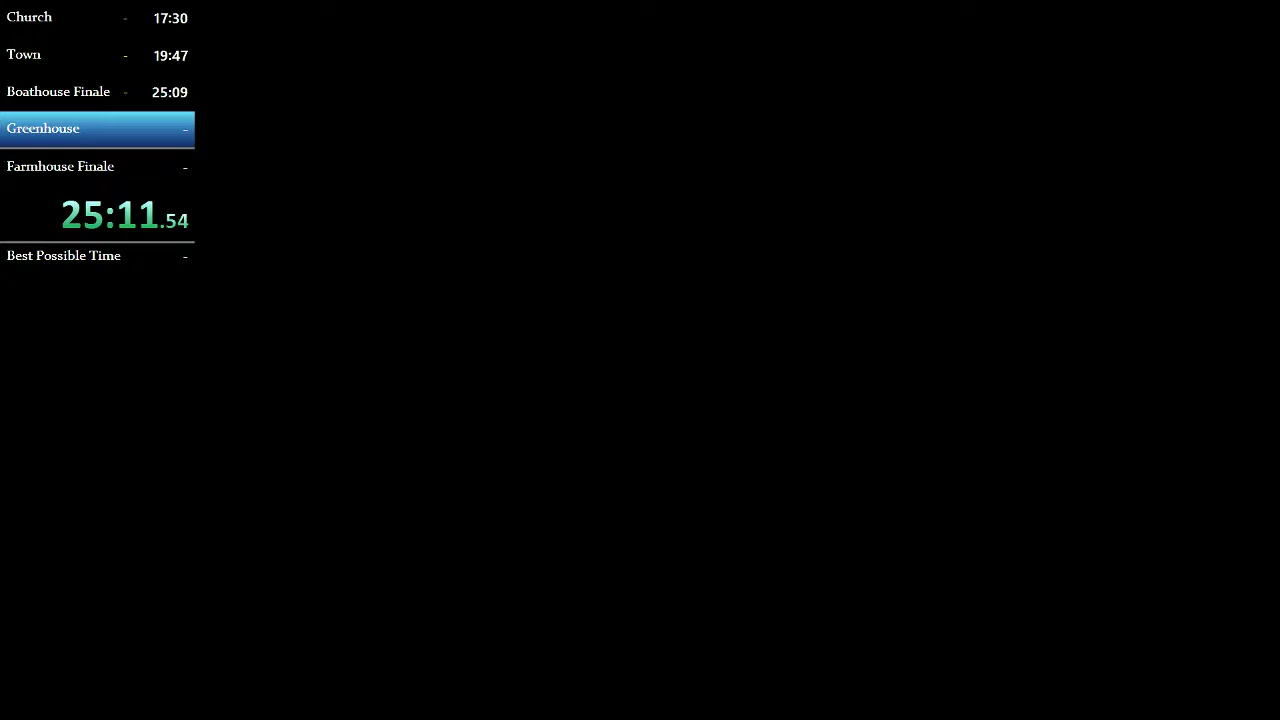 Church - 17:30
Town - 19:47
Boathouse Finale - 25:09
Greenhouse -
Farmhouse Finale -
25:11.54
Best Possible Time -